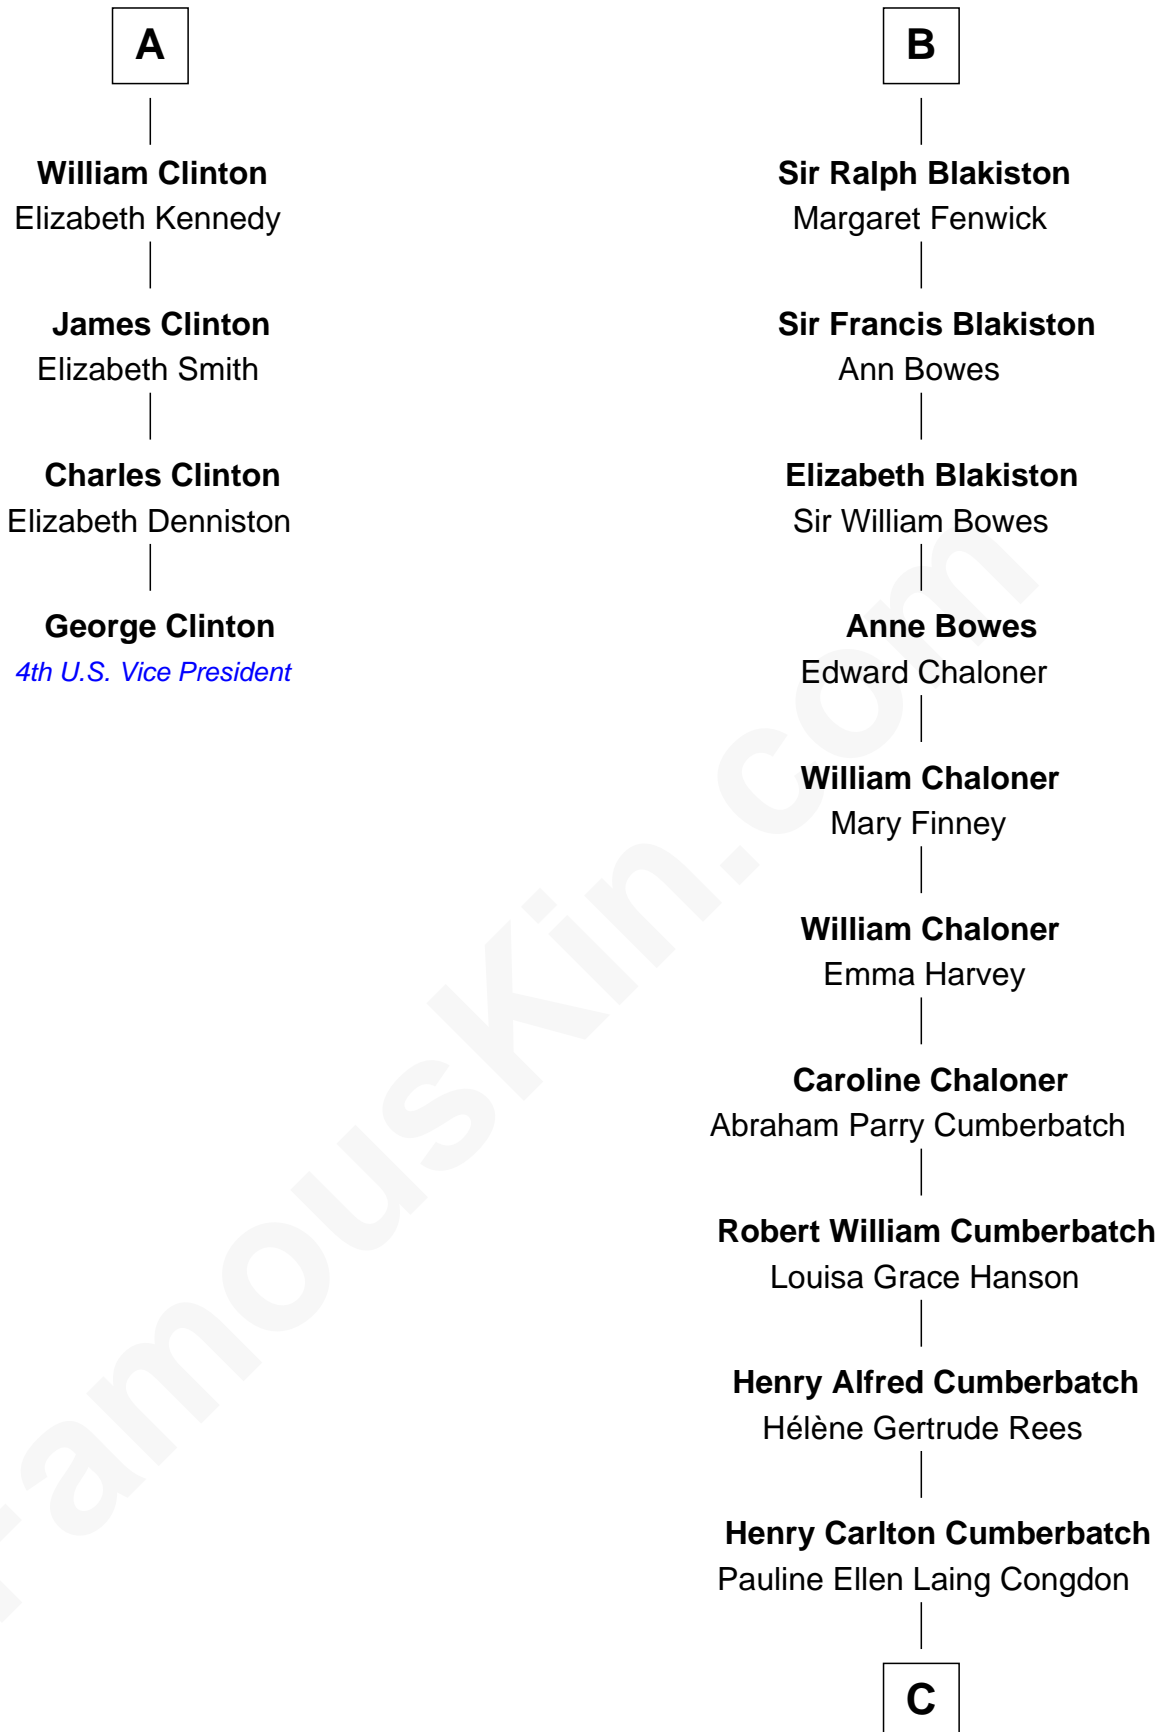 A
William Clinton
Elizabeth Kennedy
James Clinton
Elizabeth Smith
Charles Clinton
Elizabeth Denniston
George Clinton
4th U.S. Vice President
B
Sir Ralph Blakiston
Margaret Fenwick
Sir Francis Blakiston
Ann Bowes
Elizabeth Blakiston
Sir William Bowes
Anne Bowes
Edward Chaloner
William Chaloner
Mary Finney
William Chaloner
Emma Harvey
Caroline Chaloner
Abraham Parry Cumberbatch
Robert William Cumberbatch
Louisa Grace Hanson
Henry Alfred Cumberbatch
Hélène Gertrude Rees
Henry Carlton Cumberbatch
Pauline Ellen Laing Congdon
C
FamousKin.com